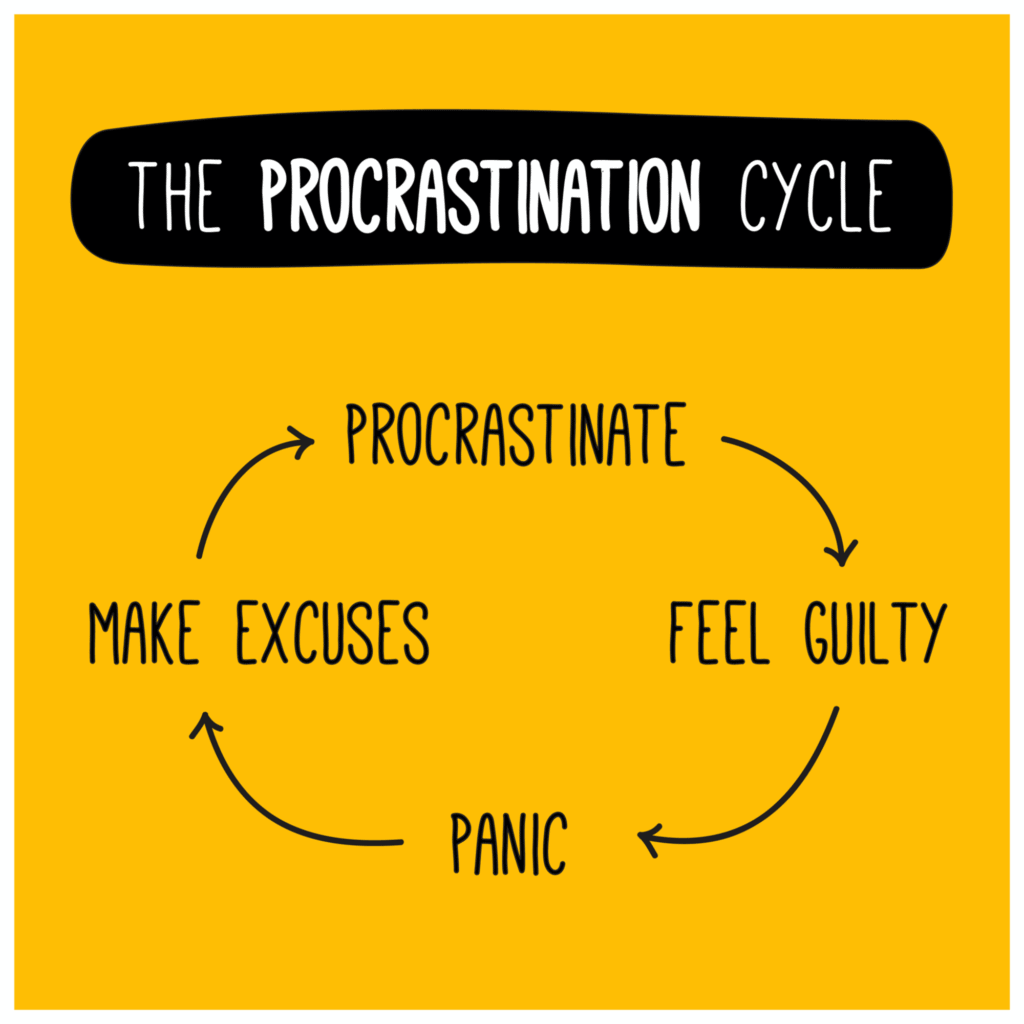 THE PROCRASTINATION CYCLE
PROCRASTINATE
MAKE EXCUSES
FEEL GUILTY
PANIC